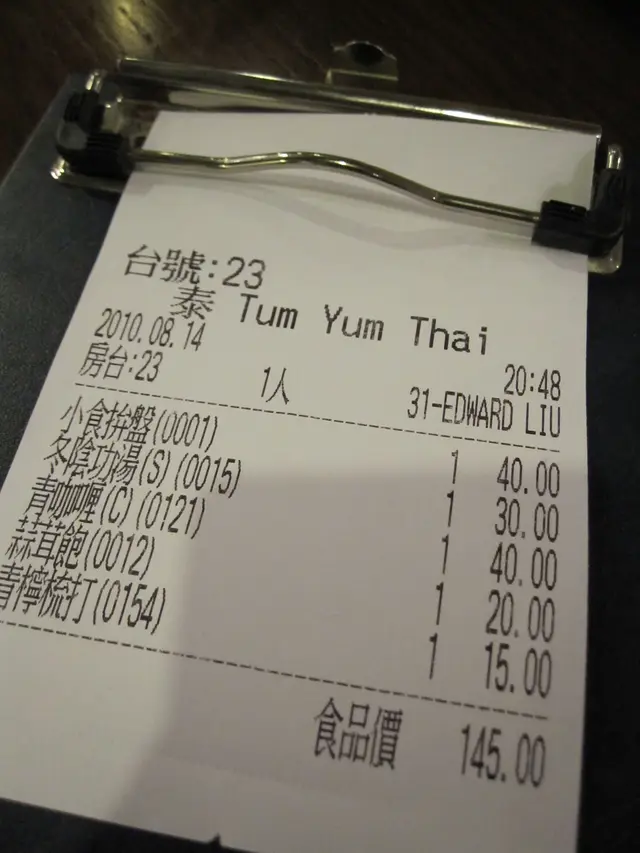 台號:23
泰 Tum Yum Thai
2010.08.14 20:48
房台:23 1人 31-EDWARD LIU
小食拚盤(0001) 1 40.00
冬陰功湯(S)(0015) 1 30.00
青咖喱(C)(0121) 1 40.00
蒜茸飽(0012) 1 20.00
青檸梳打(0154) 1 15.00
食品價 145.00